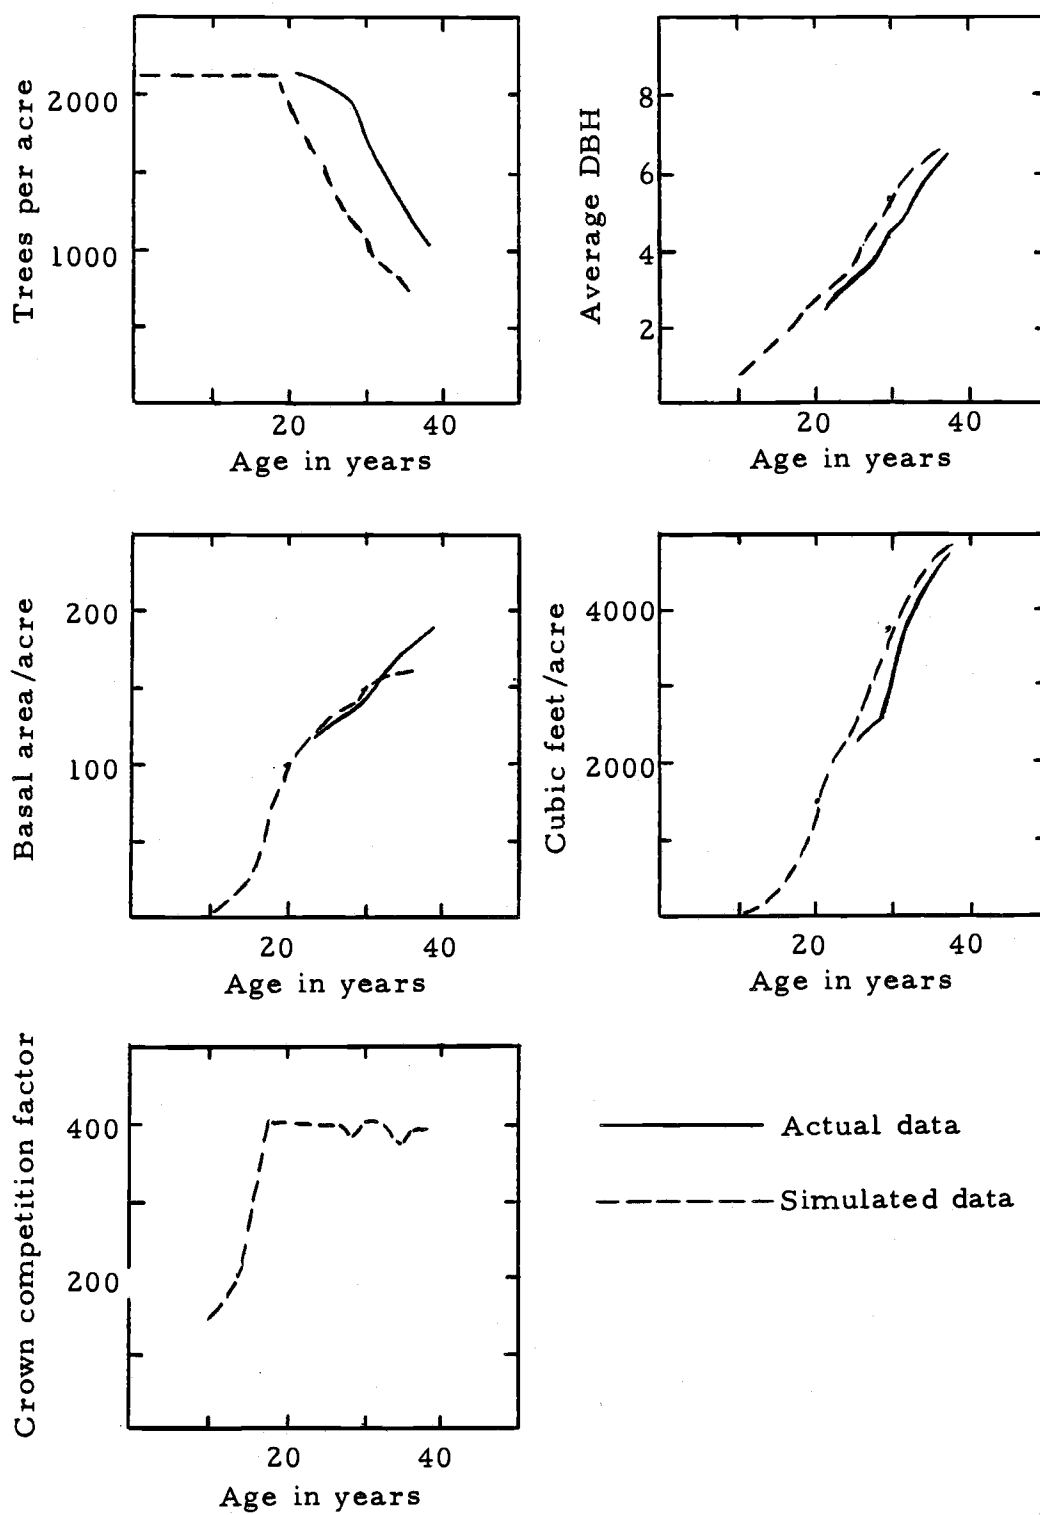 Trees per acre
2000
1000
20 40
Age in years
Average DBH
8
6
4
2
20 40
Age in years
Basal area/acre
200
100
20 40
Age in years
Cubic feet/acre
4000
2000
20 40
Age in years
Crown competition factor
400
200
20 40
Age in years
Actual data
Simulated data